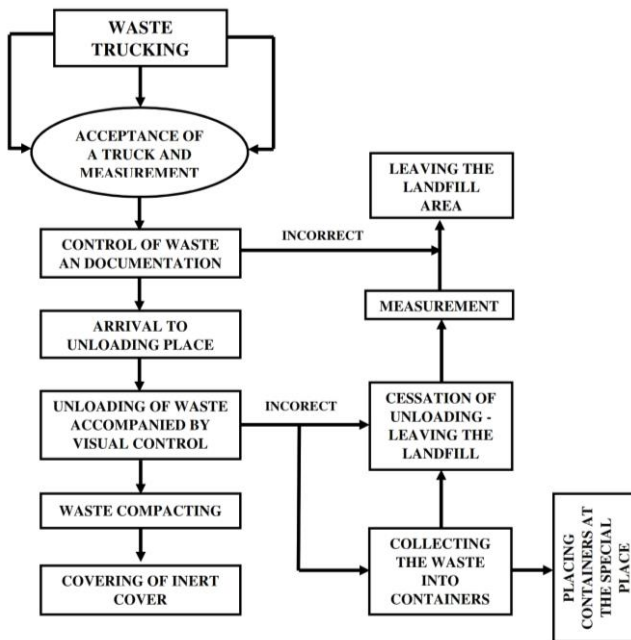 WASTE
TRUCKING
ACCEPTANCE OF
A TRUCK AND
MEASUREMENT
LEAVING THE
LANDFILL
AREA
CONTROL OF WASTE
AN DOCUMENTATION
INCORRECT
MEASUREMENT
ARRIVAL TO
UNLOADING PLACE
UNLOADING OF WASTE
ACCOMPANIED BY
VISUAL CONTROL
INCORECT
CESSATION OF
UNLOADING -
LEAVING THE
LANDFILL
WASTE COMPACTING
COLLECTING
THE WASTE
INTO
CONTAINERS
PLACING
CONTAINERS AT
THE SPECIAL
PLACE
COVERING OF INERT
COVER